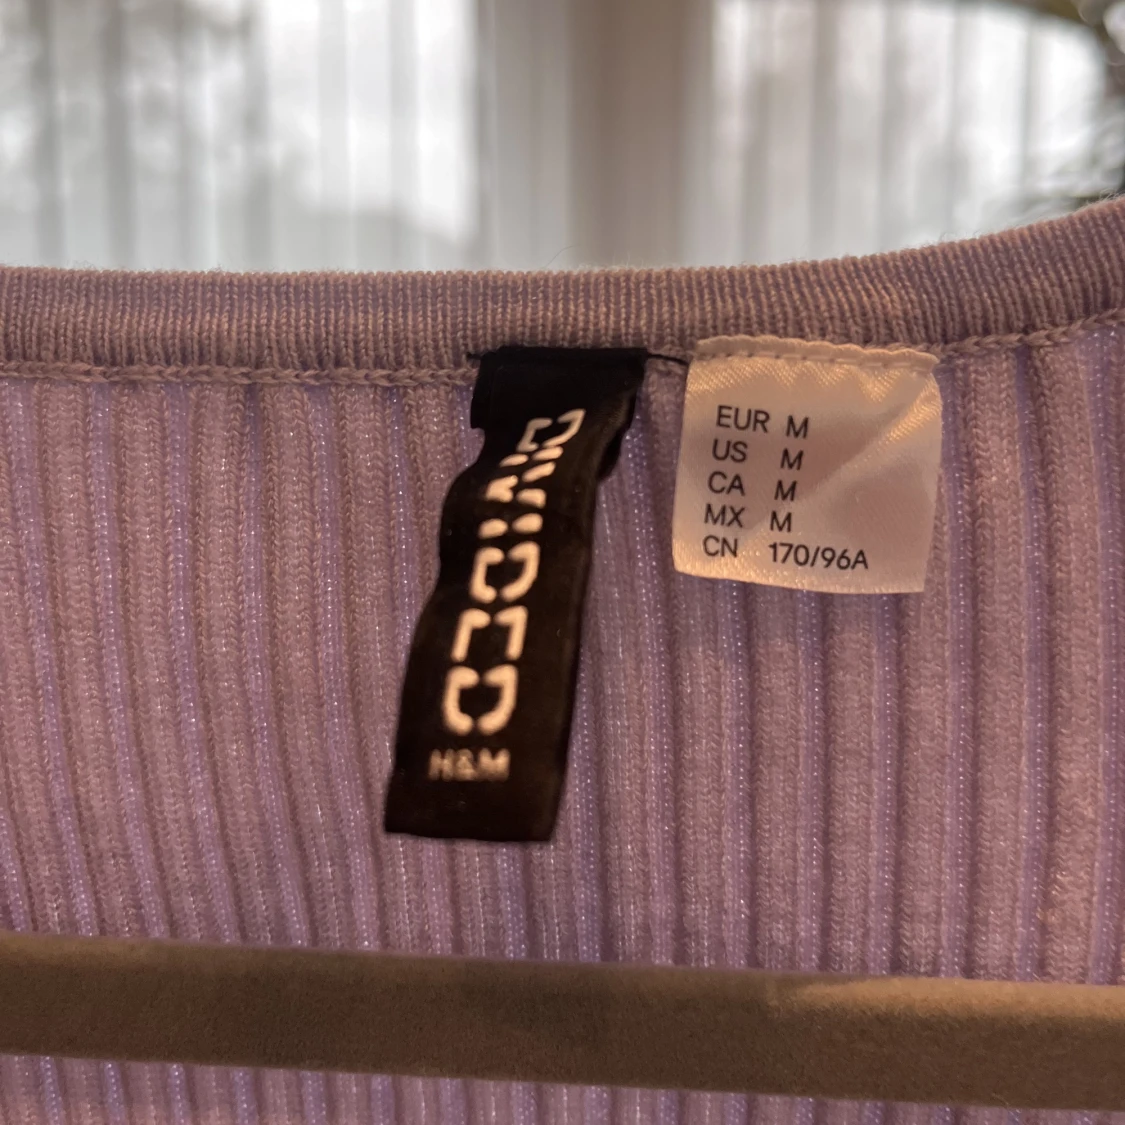 DIVIDED
H&M
EUR M
US M
CA M
MX M
CN 170/96A